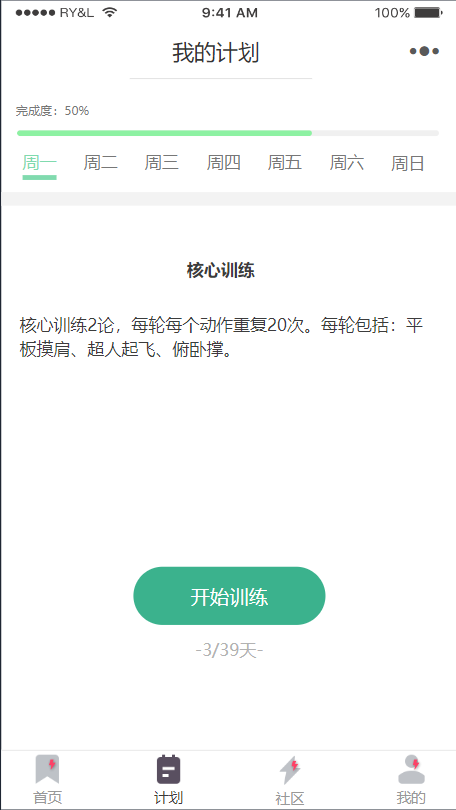 ●●●●● RY&L 9:41 AM 100%
我的计划
完成度：50%
周一 周二 周三 周四 周五 周六 周日
核心训练
核心训练2论，每轮每个动作重复20次。每轮包括：平
板摸肩、超人起飞、俯卧撑。
开始训练
-3/39天-
首页 计划 社区 我的